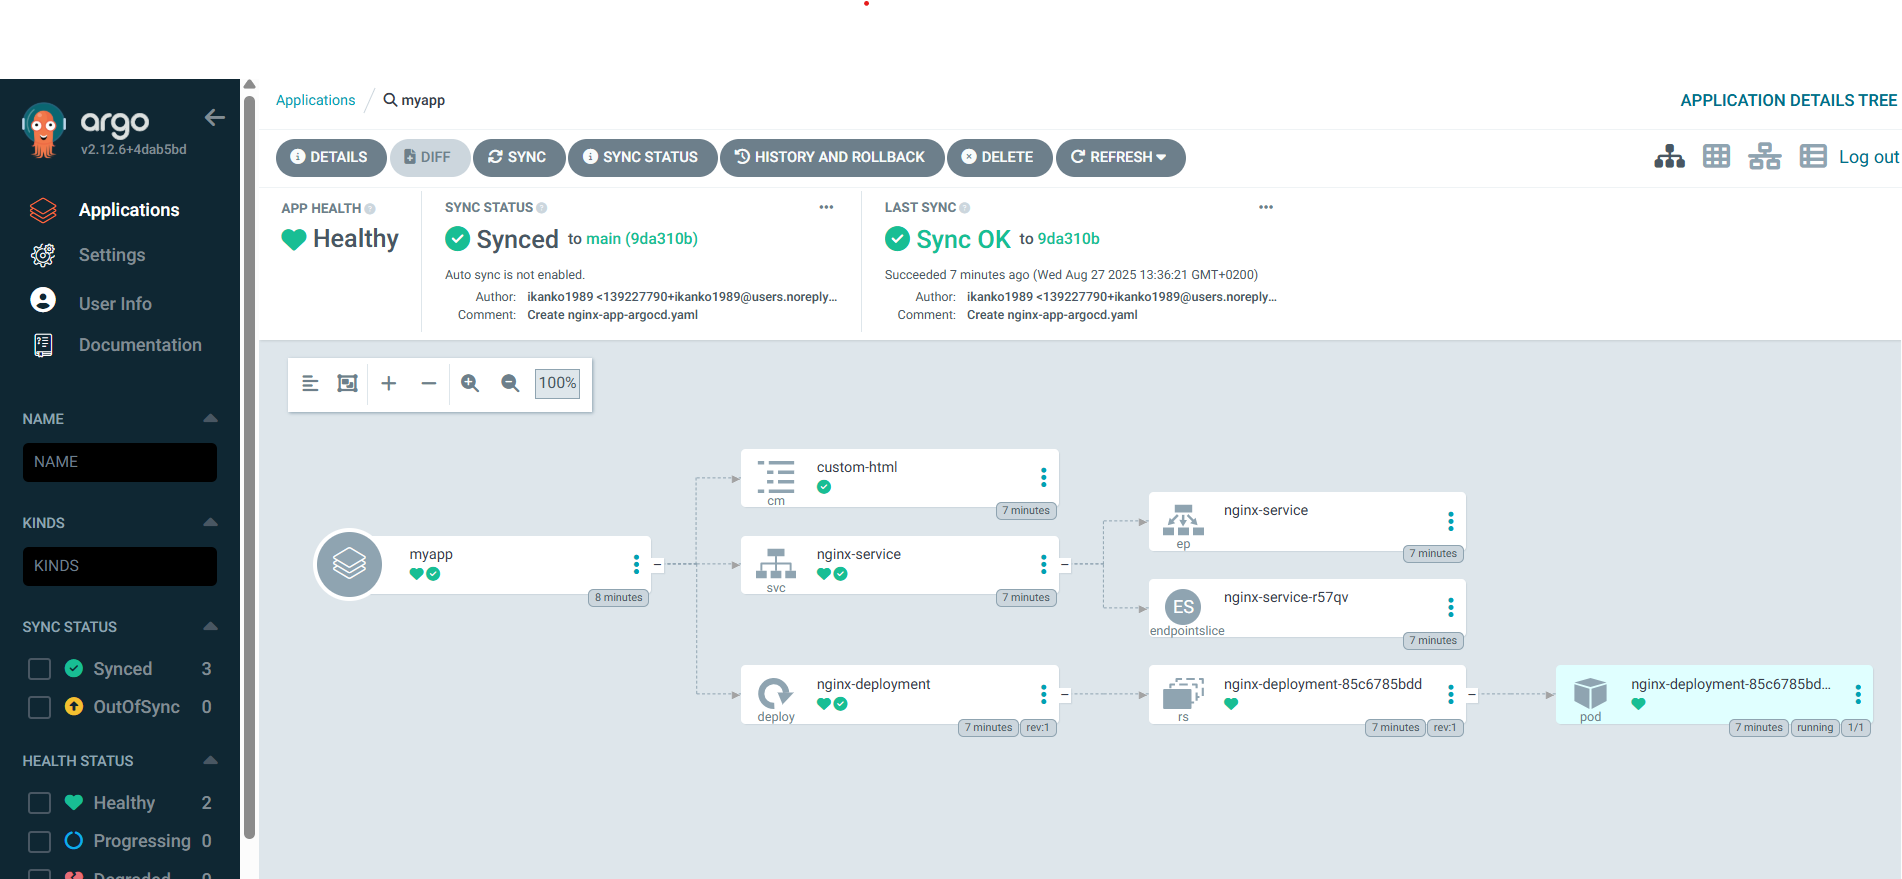 argo
v2.12.6+4dab5bd
Applications
Settings
User Info
Documentation
NAME
NAME
KINDS
KINDS
SYNC STATUS
Synced 3
OutOfSync 0
HEALTH STATUS
Healthy 2
Progressing 0
Degraded 0
Applications / myapp
APPLICATION DETAILS TREE
DETAILS DIFF SYNC SYNC STATUS HISTORY AND ROLLBACK DELETE REFRESH
Log out
APP HEALTH
Healthy
SYNC STATUS
Synced to main (9da310b)
Auto sync is not enabled.
Author: ikanko1989 <139227790+ikanko1989@users.noreply...
Comment: Create nginx-app-argocd.yaml
LAST SYNC
Sync OK to 9da310b
Succeeded 7 minutes ago (Wed Aug 27 2025 13:36:21 GMT+0200)
Author: ikanko1989 <139227790+ikanko1989@users.noreply...
Comment: Create nginx-app-argocd.yaml
100%
myapp
8 minutes
custom-html
cm
7 minutes
nginx-service
svc
7 minutes
nginx-deployment
deploy
7 minutes rev:1
nginx-service
ep
7 minutes
ES
nginx-service-r57qv
endpointslice
7 minutes
nginx-deployment-85c6785bdd
rs
7 minutes rev:1
nginx-deployment-85c6785bd...
pod
7 minutes running 1/1